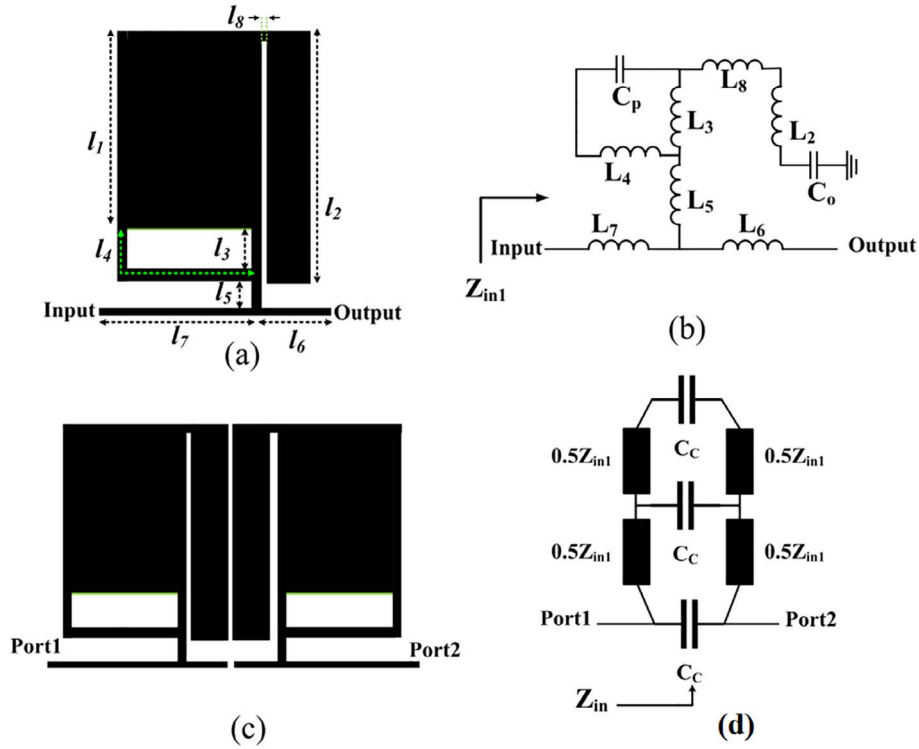 l8
l1
l2
l4
l3
l5
Input
Output
l7
l6
(a)
Cp
L8
L3
L2
L4
Co
L5
L7
L6
Input
Output
Zin1
(b)
Port1
Port2
(c)
CC
0.5Zin1
0.5Zin1
CC
0.5Zin1
0.5Zin1
Port1
Port2
CC
Zin
(d)